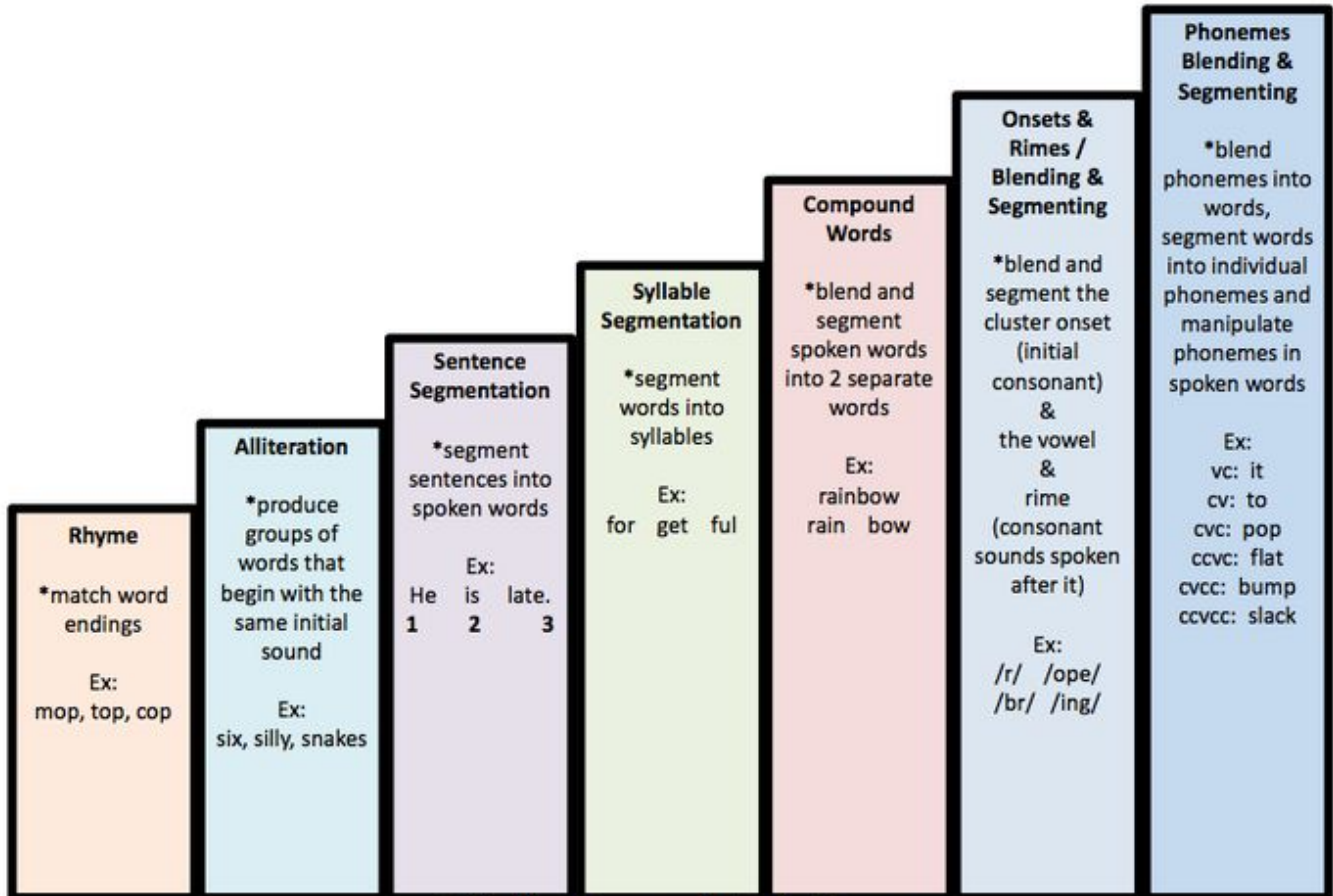 Rhyme
*match word
endings
Ex:
mop, top, cop
Alliteration
*produce
groups of
words that
begin with the
same initial
sound
Ex:
six, silly, snakes
Sentence
Segmentation
*segment
sentences into
spoken words
Ex:
He is late.
1 2 3
Syllable
Segmentation
*segment
words into
syllables
Ex:
for get ful
Compound
Words
*blend and
segment
spoken words
into 2 separate
words
Ex:
rainbow
rain bow
Onsets &
Rimes /
Blending &
Segmenting
*blend and
segment the
cluster onset
(initial
consonant)
&
the vowel
&
rime
(consonant
sounds spoken
after it)
Ex:
/r/ /ope/
/br/ /ing/
Phonemes
Blending &
Segmenting
*blend
phonemes into
words,
segment words
into individual
phonemes and
manipulate
phonemes in
spoken words
Ex:
vc: it
cv: to
cvc: pop
ccvc: flat
cvcc: bump
ccvcc: slack